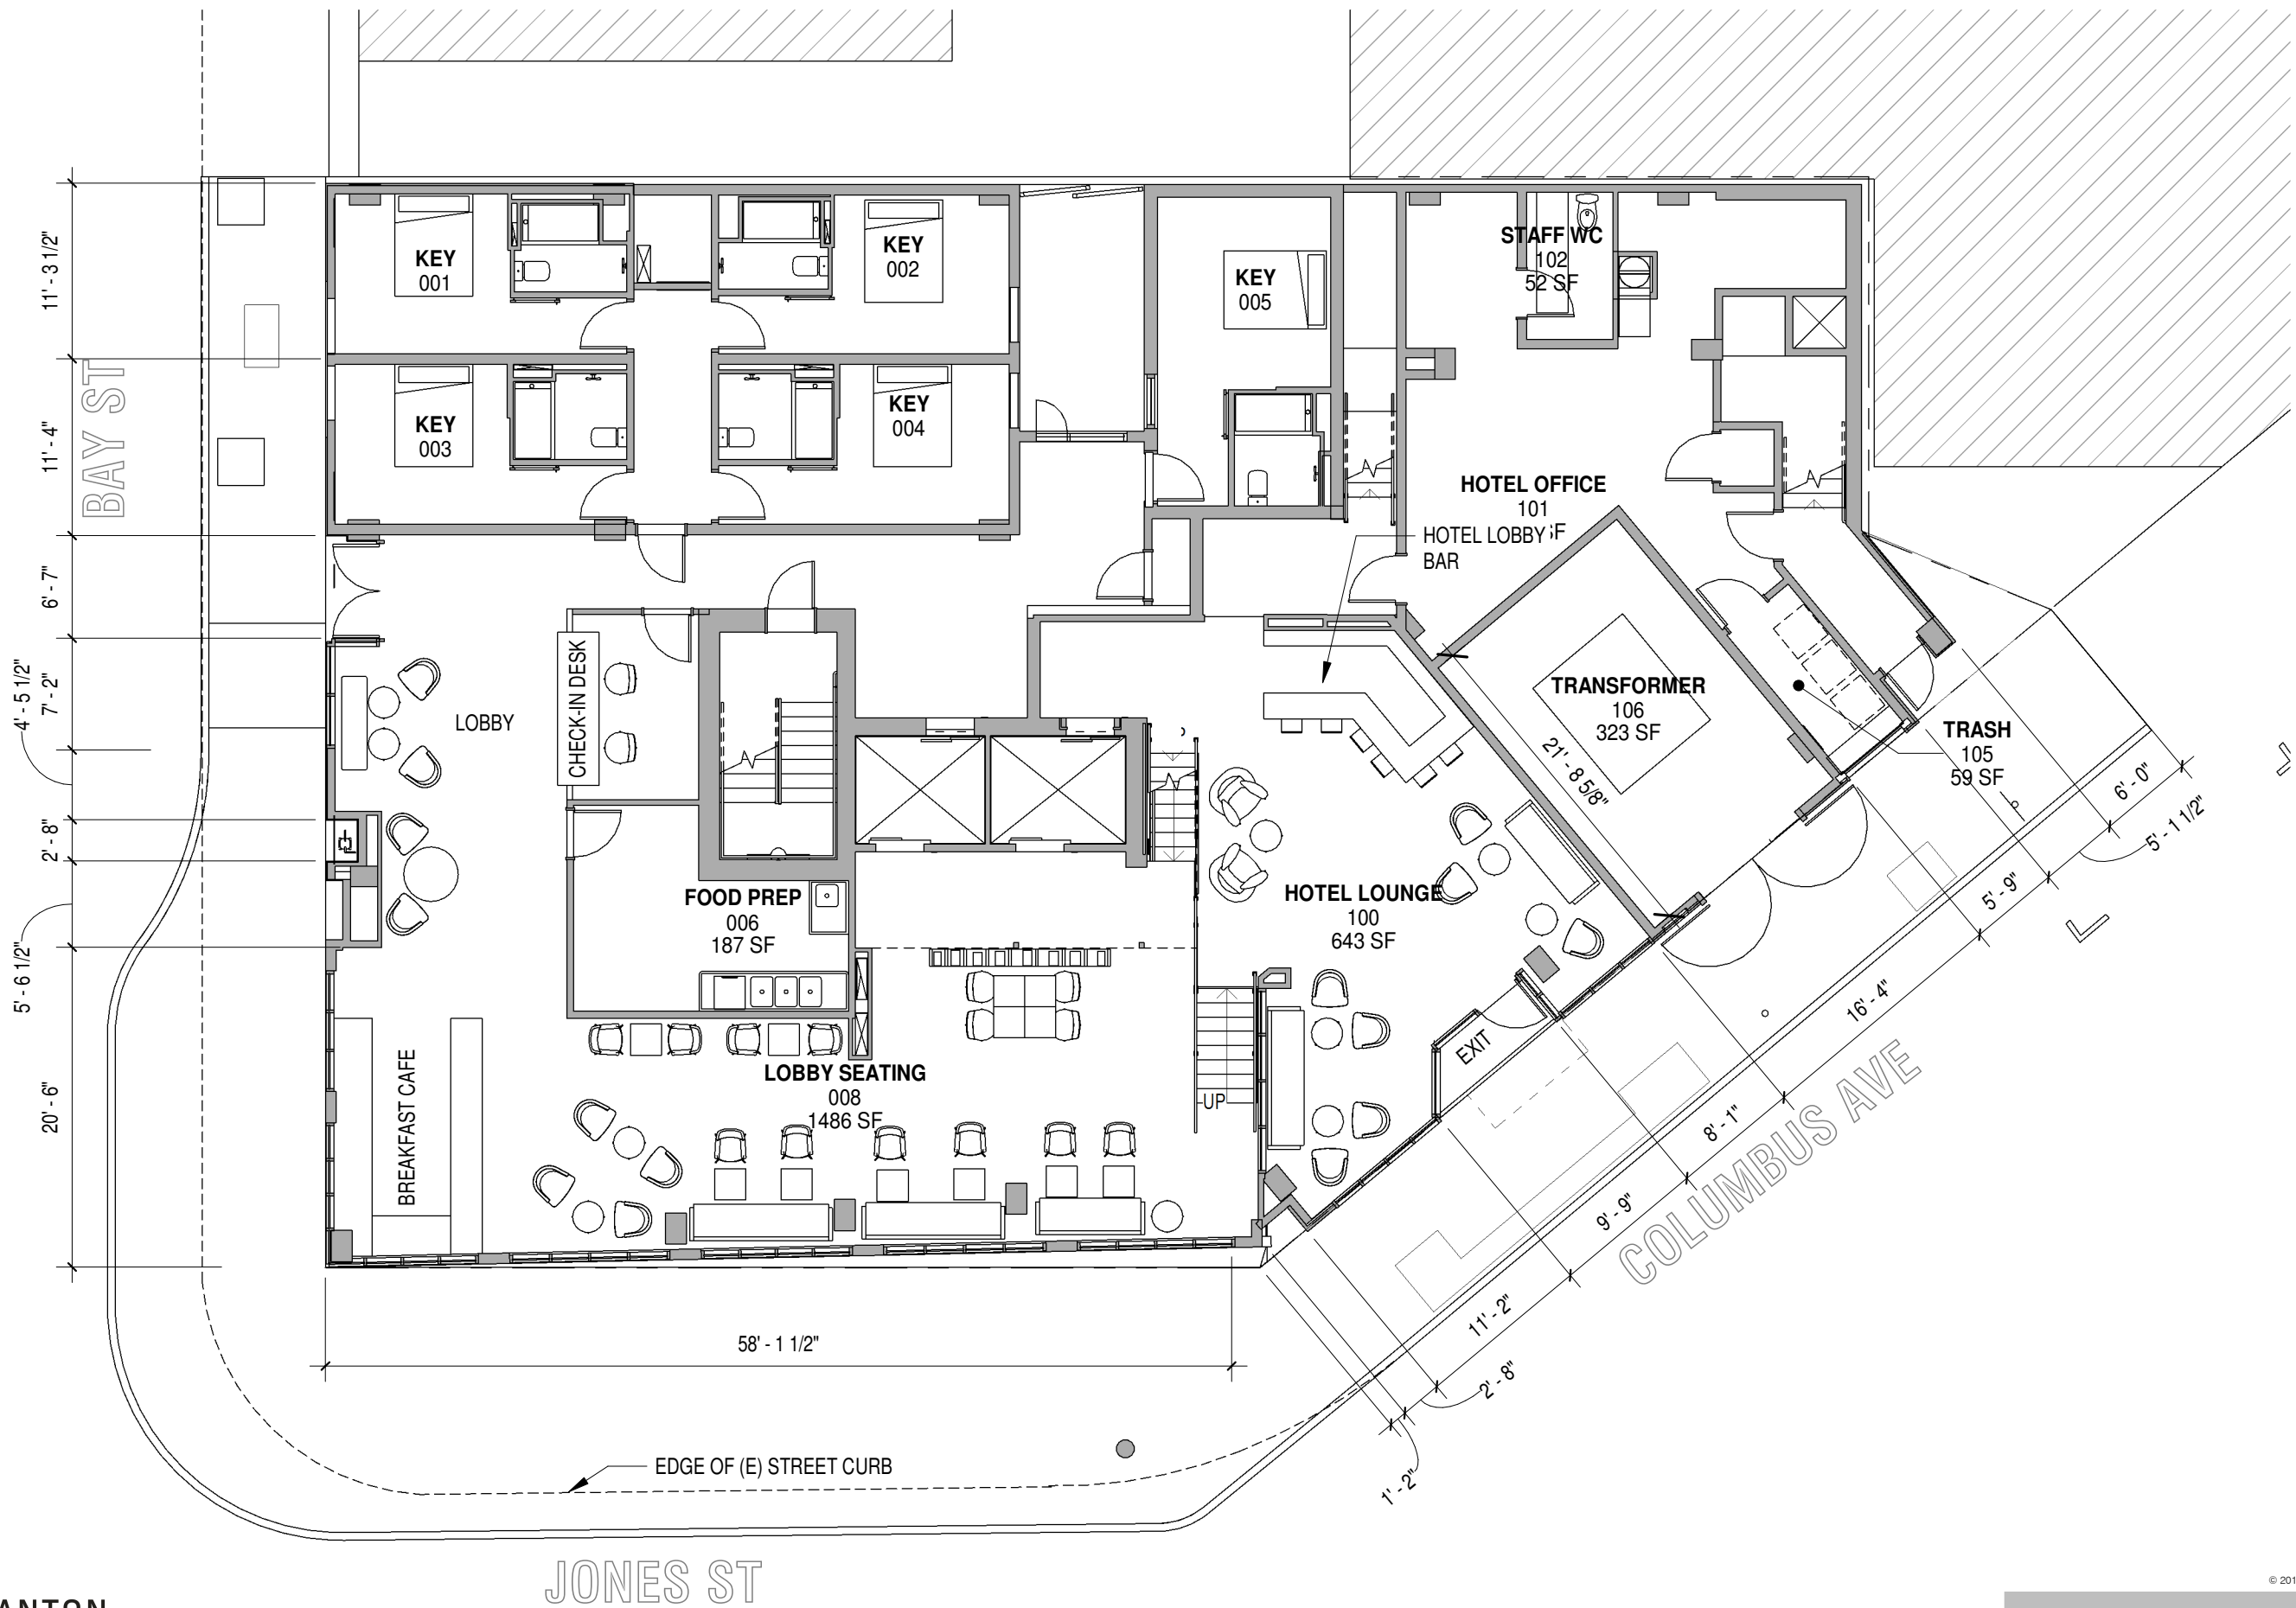 11' - 3 1/2"
11' - 4"
6' - 7"
7' - 2"
4' - 5 1/2"
2' - 8"
5' - 6 1/2"
20' - 6"
BAY ST
KEY
001
KEY
002
KEY
003
KEY
004
KEY
005
STAFF WC
102
52 SF
HOTEL OFFICE
101
SF
HOTEL LOBBY
BAR
TRANSFORMER
106
323 SF
21' - 8 5/8"
TRASH
105
59 SF
LOBBY
CHECK-IN DESK
FOOD PREP
006
187 SF
HOTEL LOUNGE
100
643 SF
LOBBY SEATING
008
1486 SF
BREAKFAST CAFE
UP
EXIT
6' - 0"
5' - 1 1/2"
5' - 9"
16' - 4"
8' - 1"
9' - 9"
11' - 2"
2' - 8"
1' - 2"
COLUMBUS AVE
58' - 1 1/2"
EDGE OF (E) STREET CURB
JONES ST
ANTON
© 201